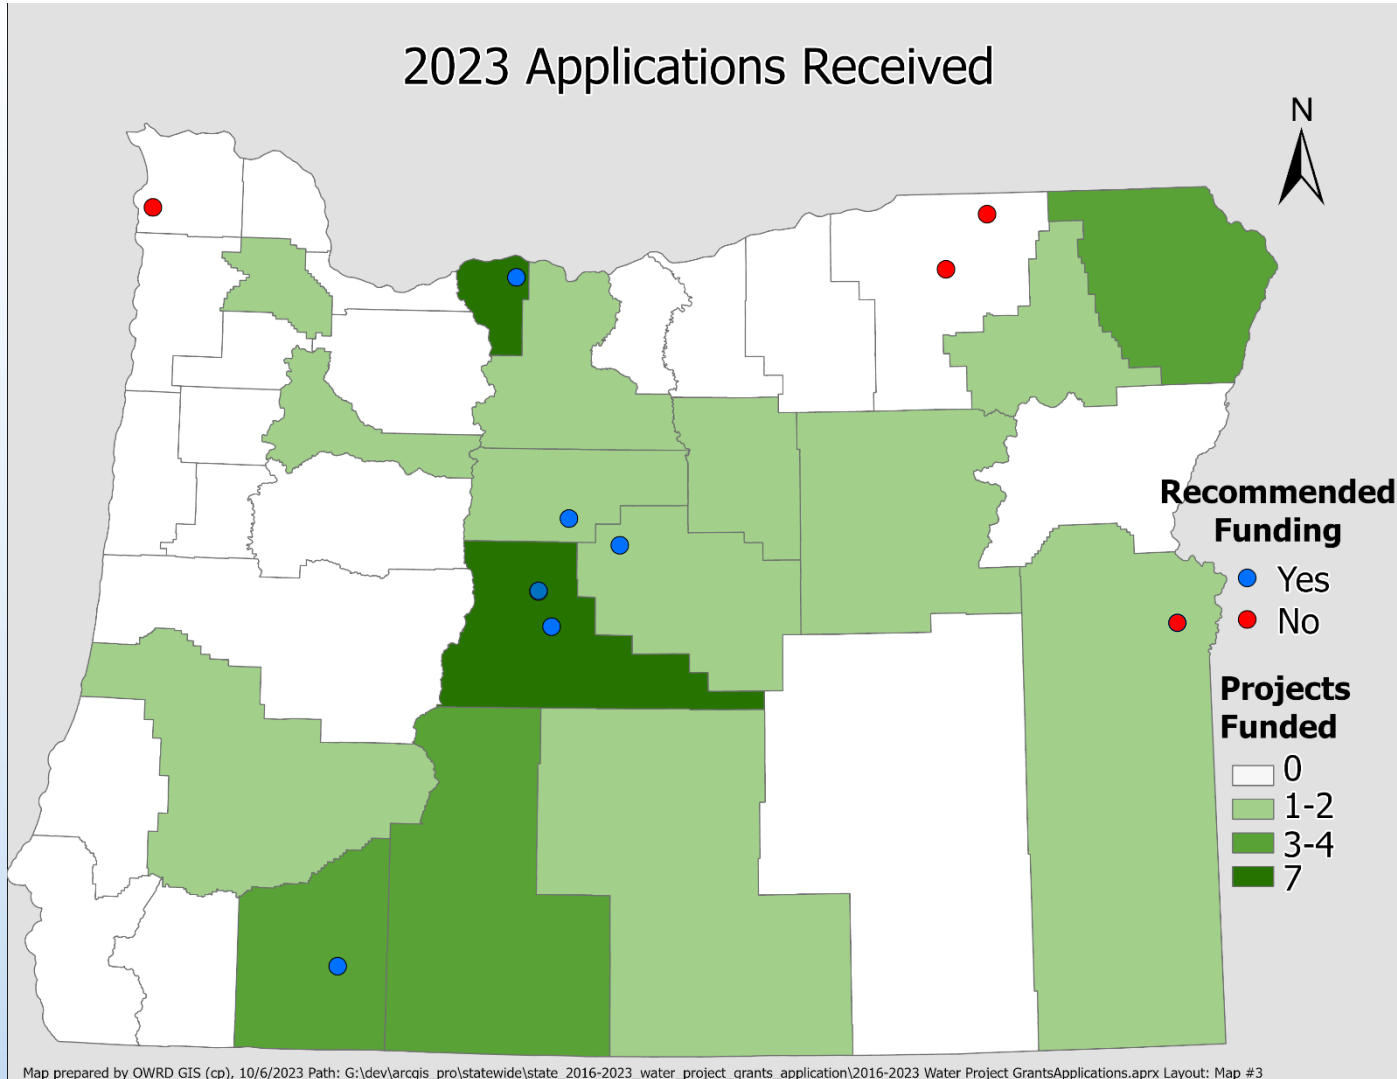 2023 Applications Received
N
Recommended
Funding
Yes
No
Projects
Funded
0
1-2
3-4
7
Map prepared by OWRD GIS (cp), 10/6/2023 Path: G:\dev\arcgis_pro\statewide\state_2016-2023_water_project_grants_application\2016-2023 Water Project GrantsApplications.aprx Layout: Map #3